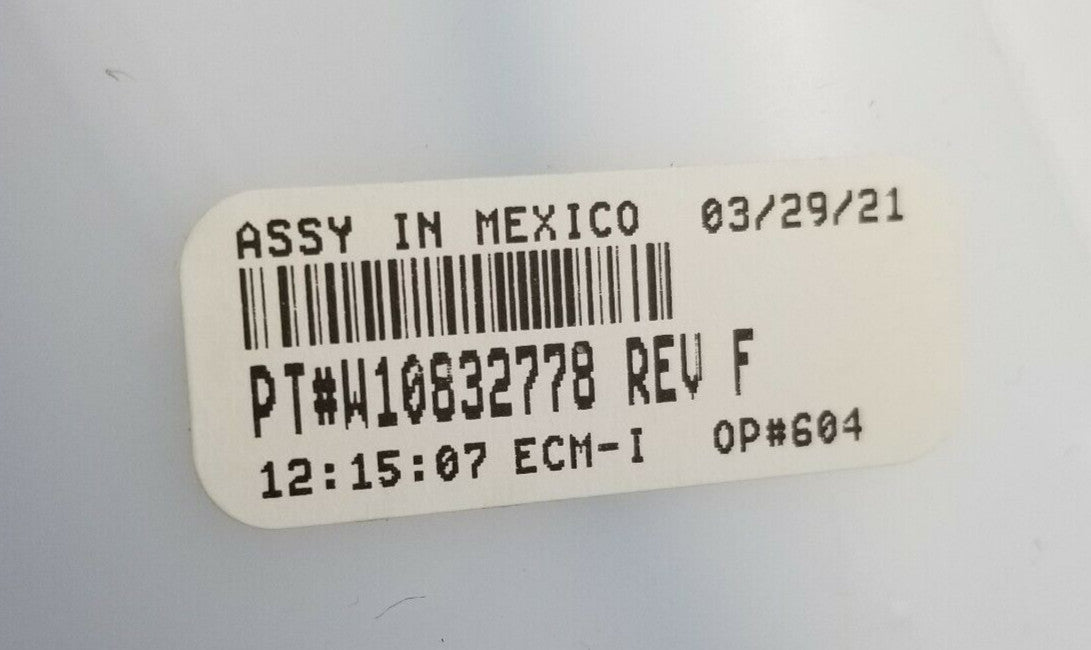 ASSY IN MEXICO 03/29/21
PT#W10832778 REV F
12:15:07 ECM-I OP#604